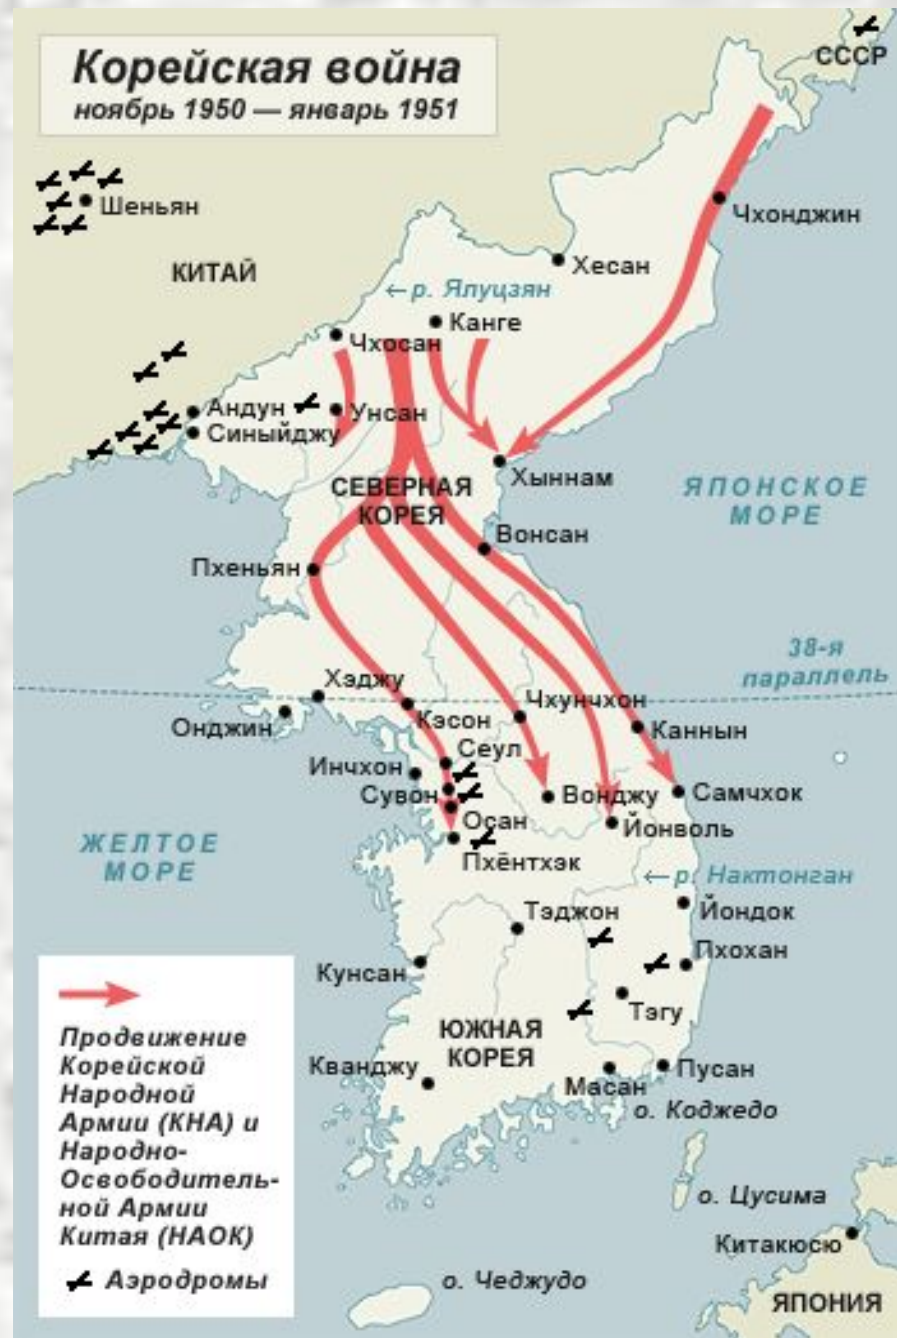 Корейская война
ноябрь 1950 — январь 1951
СССР
Шеньян
Чхонджин
КИТАЙ
Хесан
← р. Ялуцзян
Канге
Чхосан
Андун
Унсан
Синыйджу
Хыннам
СЕВЕРНАЯ
КОРЕЯ
ЯПОНСКОЕ
МОРЕ
Вонсан
Пхеньян
38-я
параллель
Хэджу
Чхунчхон
Онджин
Кэсон
Каннын
Сеул
Инчхон
Сувон
Вонджу
Самчхок
Осан
Йонволь
ЖЕЛТОЕ
МОРЕ
Пхёнтхэк
← р. Нактонган
Тэджон
Йондок
Пхохан
Кунсан
Тэгу
ЮЖНАЯ
КОРЕЯ
Кванджу
Масан
Пусан
о. Коджедо
Продвижение
Корейской
Народной
Армии (КНА) и
Народно-
Освободитель-
ной Армии
Китая (НАОК)
Аэродромы
о. Цусима
Китакюсю
о. Чеджудо
ЯПОНИЯ